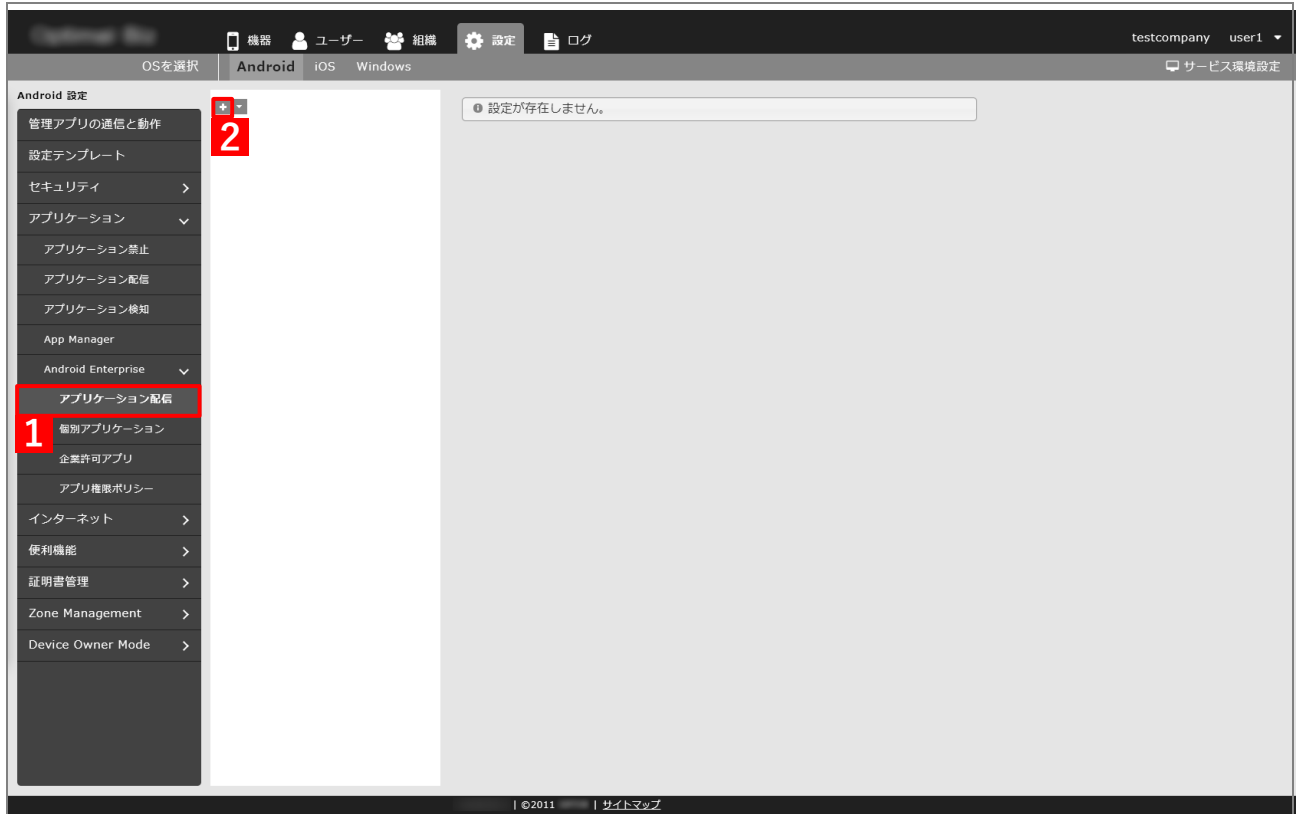 機器 ユーザー 組織 設定 ログ testcompany user1
OSを選択 Android iOS Windows サービス環境設定
Android 設定
管理アプリの通信と動作
設定テンプレート
セキュリティ
アプリケーション
アプリケーション禁止
アプリケーション配信
アプリケーション検知
App Manager
Android Enterprise
アプリケーション配信
1
個別アプリケーション
企業許可アプリ
アプリ権限ポリシー
インターネット
便利機能
証明書管理
Zone Management
Device Owner Mode
2
設定が存在しません。
| ©2011 | サイトマップ